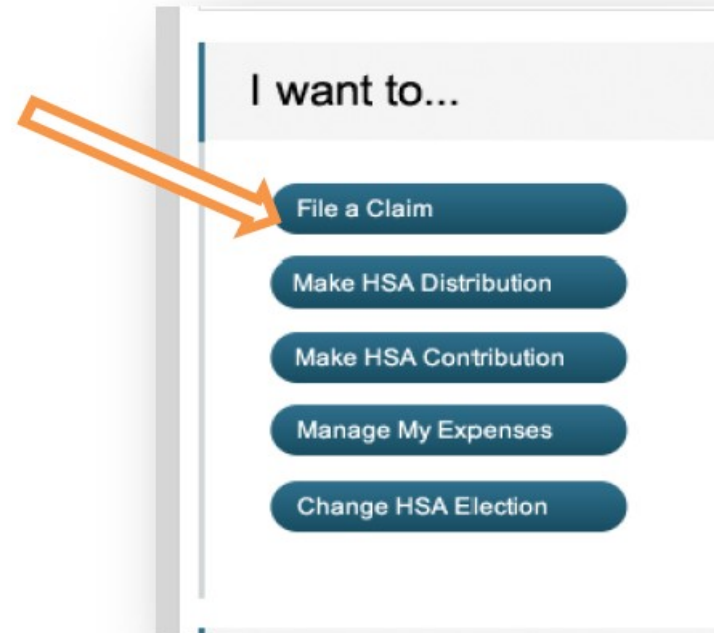 I want to...
File a Claim
Make HSA Distribution
Make HSA Contribution
Manage My Expenses
Change HSA Election